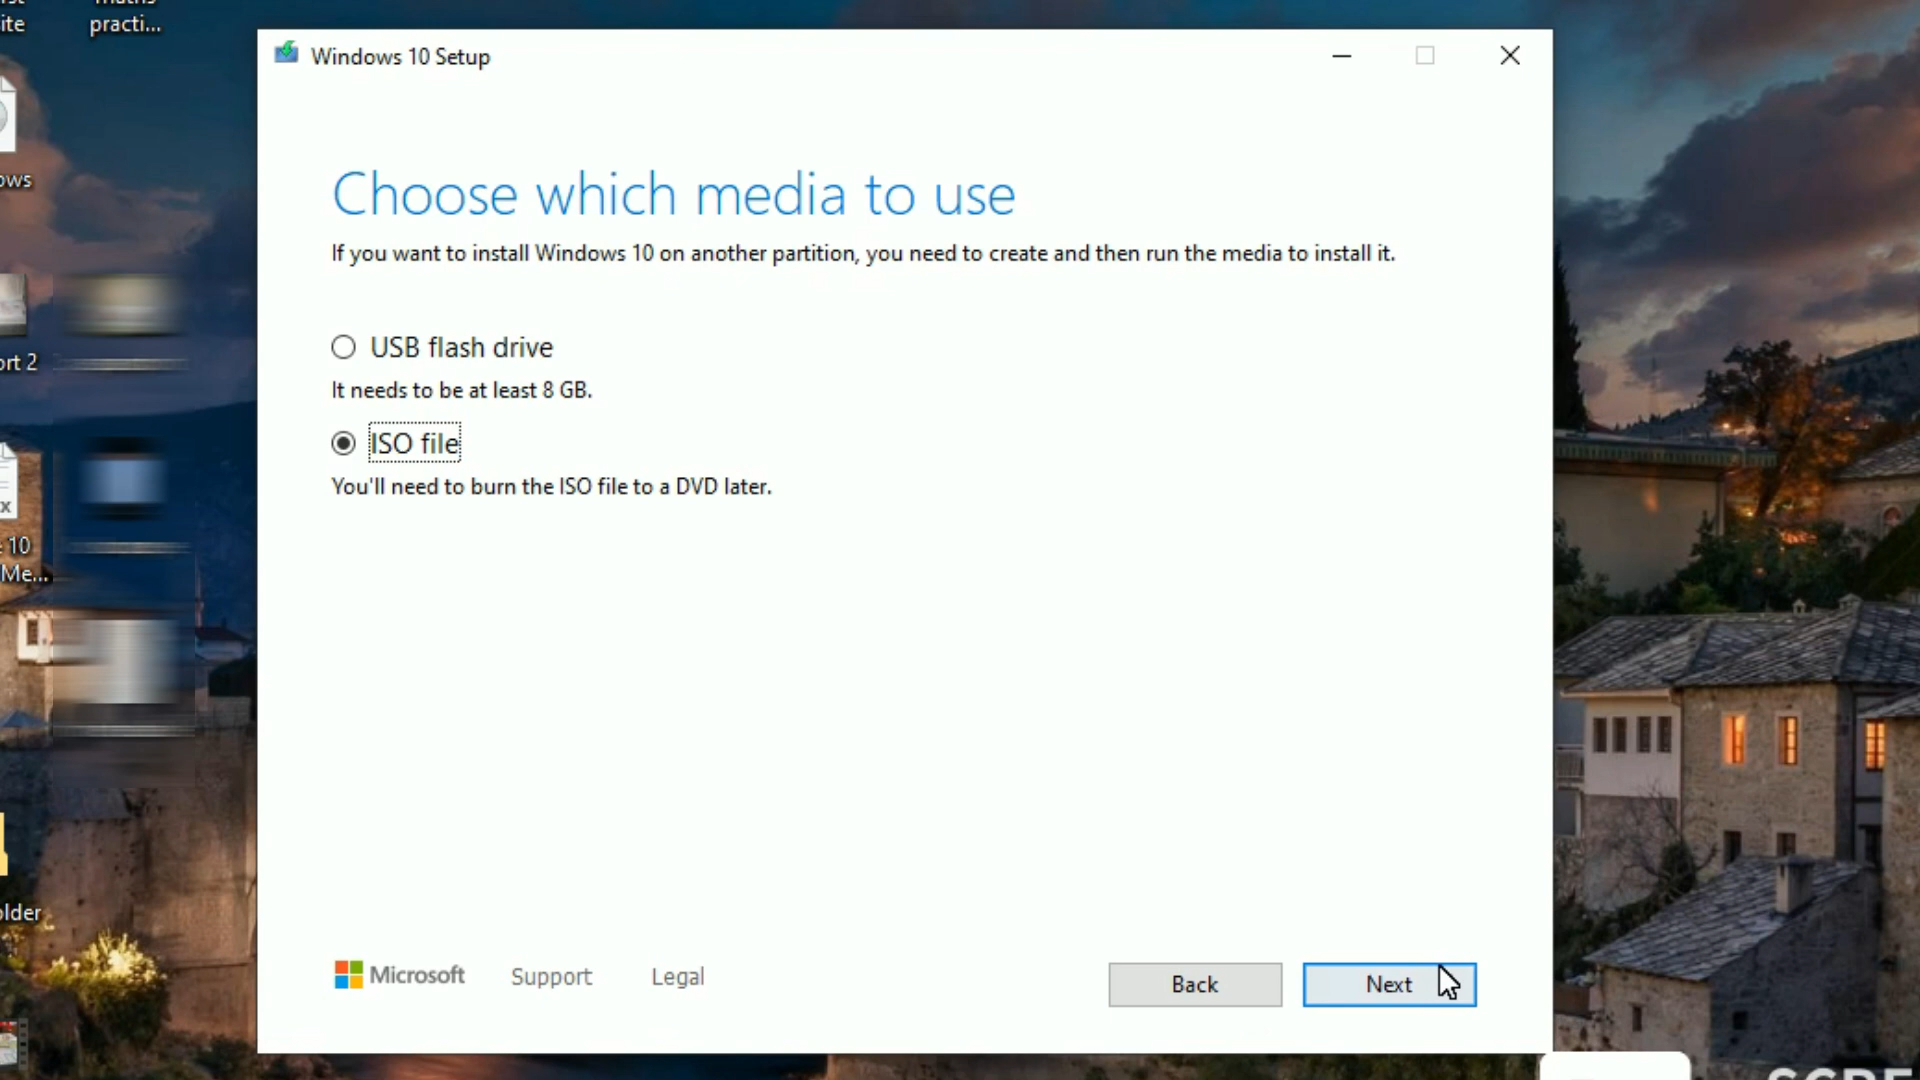 ite
practi...
Windows 10 Setup
Choose which media to use
If you want to install Windows 10 on another partition, you need to create and then run the media to install it.
ows
USB flash drive
ort 2
It needs to be at least 8 GB.
ISO file
You'll need to burn the ISO file to a DVD later.
x
10
Me...
older
Microsoft
Support
Legal
Back
Next